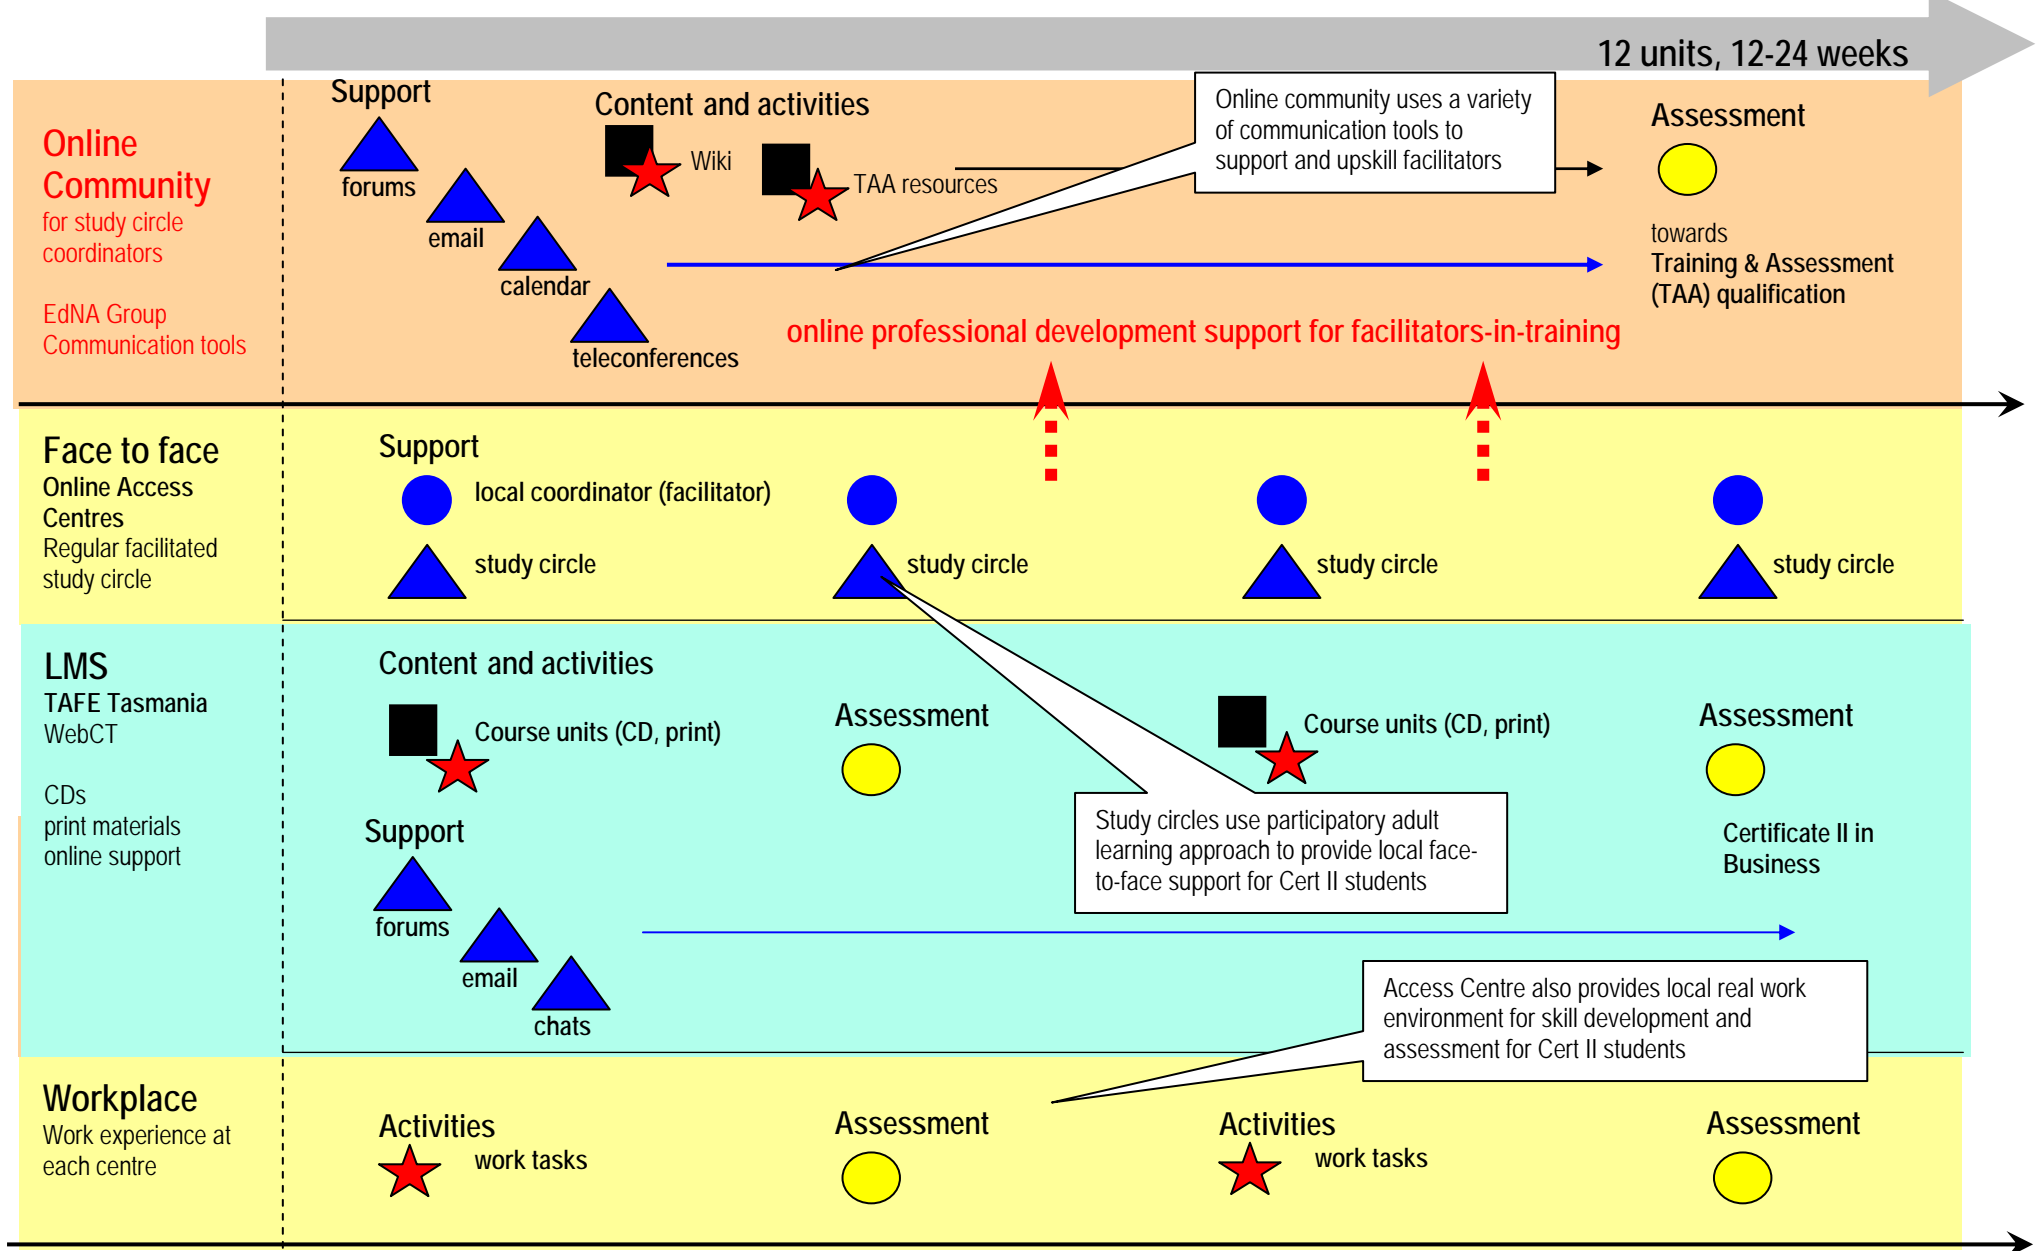 12 units, 12-24 weeks
Online
Community
for study circle
coordinators
EdNA Group
Communication tools
Support
forums
email
calendar
teleconferences
Content and activities
Wiki
TAA resources
Online community uses a variety
of communication tools to
support and upskill facilitators
Assessment
towards
Training & Assessment
(TAA) qualification
online professional development support for facilitators-in-training
Face to face
Online Access
Centres
Regular facilitated
study circle
Support
local coordinator (facilitator)
study circle
study circle
study circle
study circle
LMS
TAFE Tasmania
WebCT
CDs
print materials
online support
Content and activities
Course units (CD, print)
Assessment
Course units (CD, print)
Assessment
Study circles use participatory adult
learning approach to provide local face-
to-face support for Cert II students
Certificate II in
Business
Support
forums
email
chats
Access Centre also provides local real work
environment for skill development and
assessment for Cert II students
Workplace
Work experience at
each centre
Activities
work tasks
Assessment
Activities
work tasks
Assessment